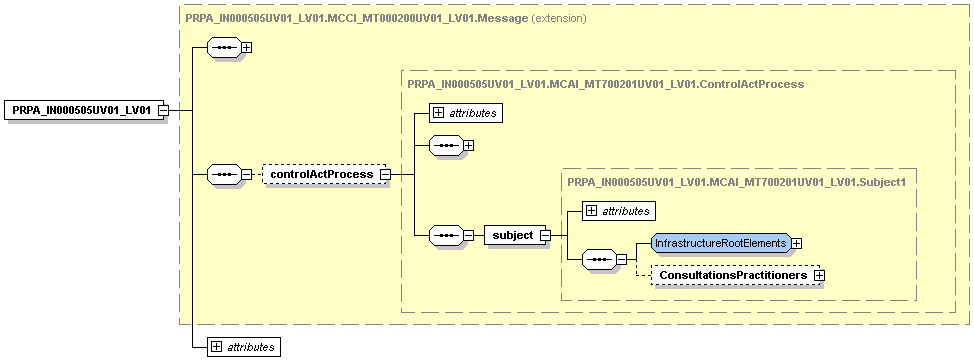 PRPA_IN000505UV01_LV01.MCCI_MT000200UV01_LV01.Message (extension)
PRPA_IN000505UV01_LV01.MCAI_MT700201UV01_LV01.ControlActProcess
PRPA_IN000505UV01_LV01
attributes
controlActProcess
PRPA_IN000505UV01_LV01.MCAI_MT700201UV01_LV01.Subject1
attributes
subject
InfrastructureRootElements
ConsultationsPractitioners
attributes